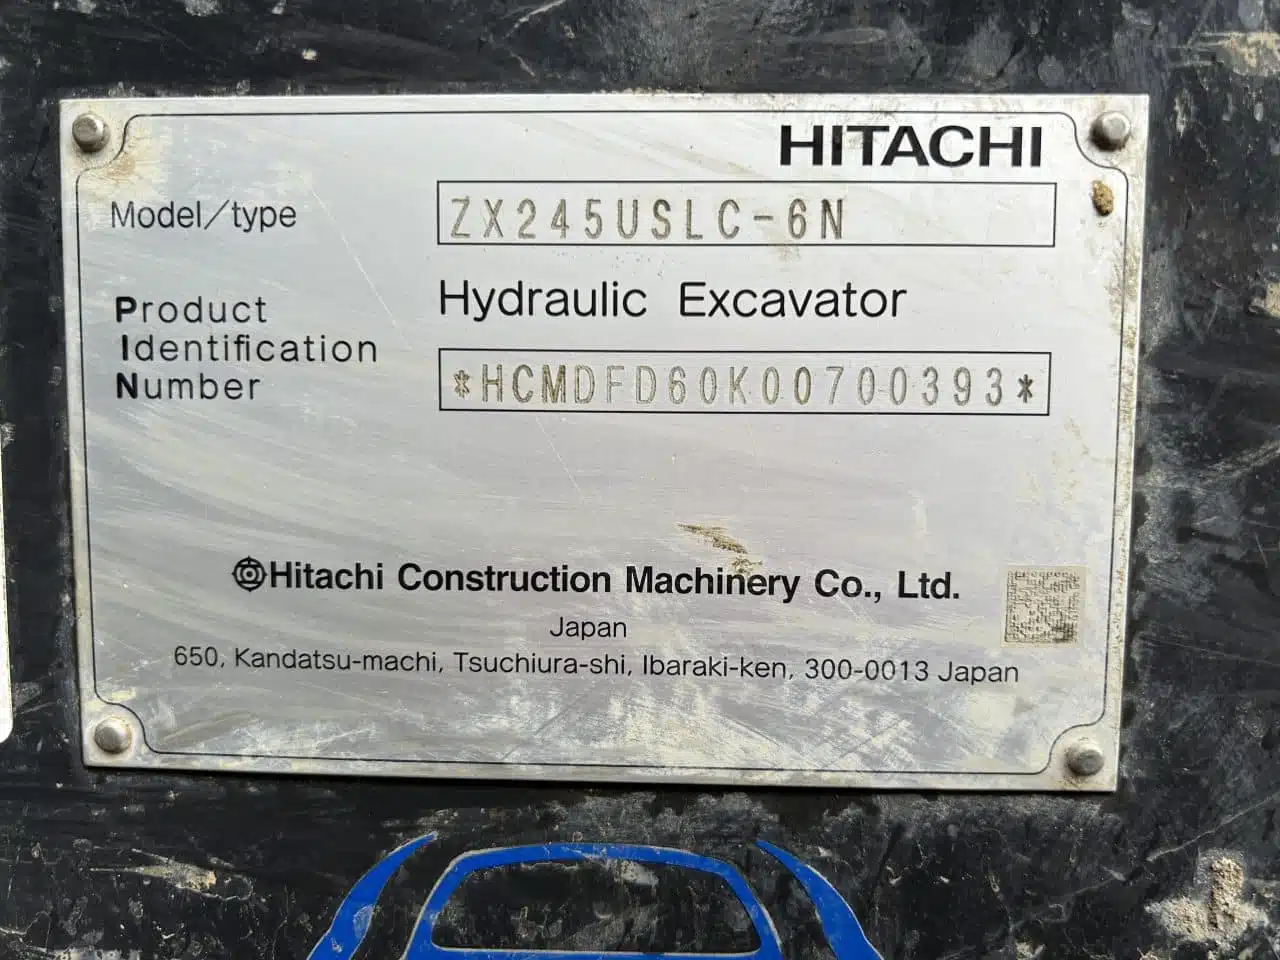 HITACHI
Model/type
ZX245USLC-6N
Hydraulic Excavator
Product
Identification
Number
*HCMDFD60K00700393*
Hitachi Construction Machinery Co., Ltd.
Japan
650, Kandatsu-machi, Tsuchiura-shi, Ibaraki-ken, 300-0013 Japan